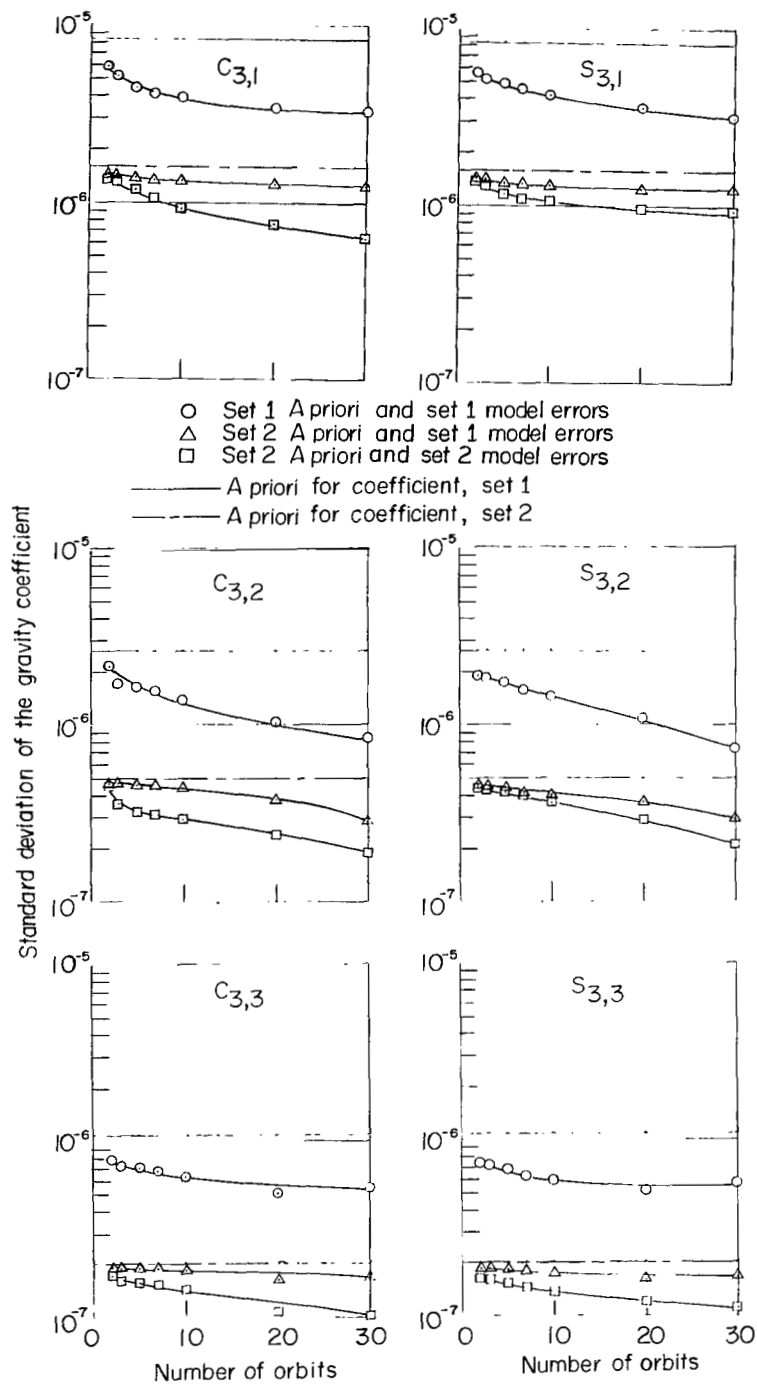 10^-5
10^-6
10^-7
C3,1
10^-5
10^-6
10^-7
S3,1
○ Set 1 A priori and set 1 model errors
△ Set 2 A priori and set 1 model errors
□ Set 2 A priori and set 2 model errors
A priori for coefficient, set 1
A priori for coefficient, set 2
Standard deviation of the gravity coefficient
10^-5
10^-6
10^-7
C3,2
10^-5
10^-6
10^-7
S3,2
10^-5
10^-6
10^-7
C3,3
0 10 20 30
Number of orbits
10^-5
10^-6
10^-7
S3,3
0 10 20 30
Number of orbits